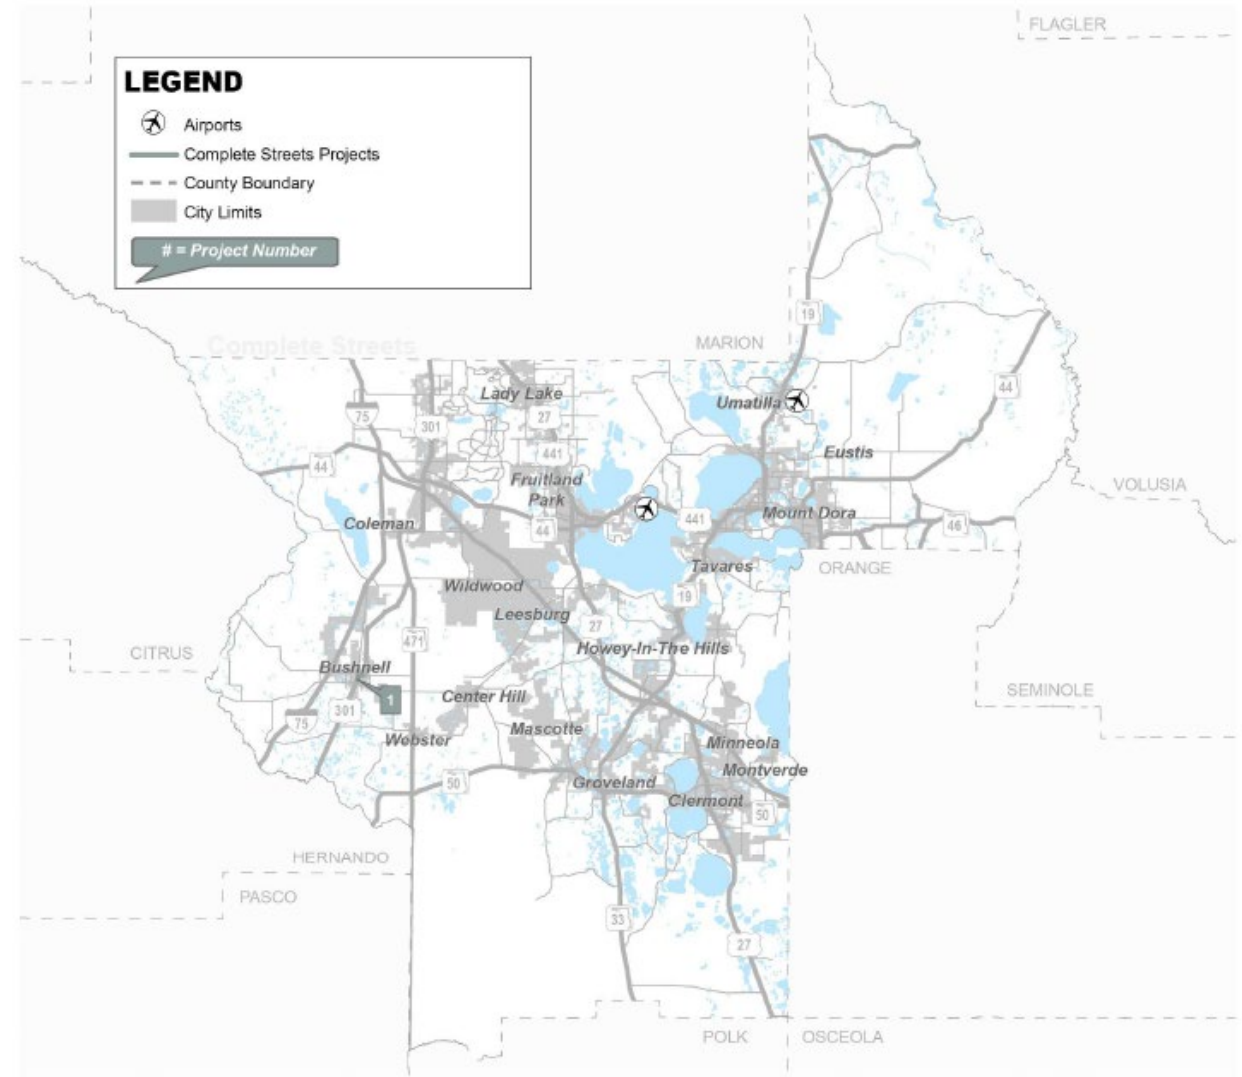 FLAGLER
LEGEND
Airports
Complete Streets Projects
County Boundary
City Limits
# = Project Number
19
Complete Streets
MARION
Lady Lake
Umatilla
44
75
301
27
441
Eustis
44
Fruitland
Park
VOLUSIA
Coleman
44
441
Mount Dora
46
Tavares
ORANGE
Wildwood
19
Leesburg
27
471
Howey-In-The Hills
CITRUS
Bushnell
SEMINOLE
1
Center Hill
301
75
Mascotte
Webster
Minneola
Montverde
50
Groveland
Clermont
50
HERNANDO
PASCO
33
27
POLK
OSCEOLA